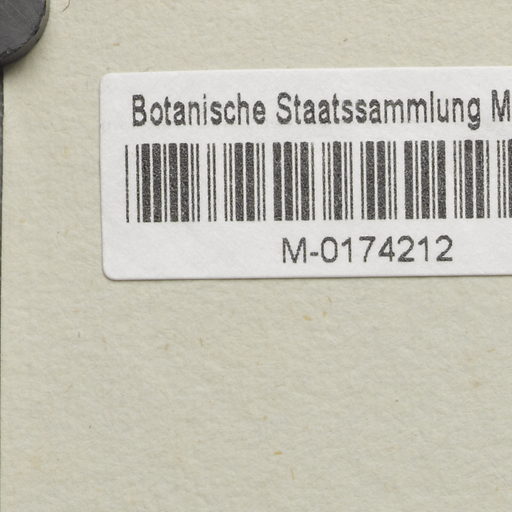 Botanische Staatssammlung M
M-0174212